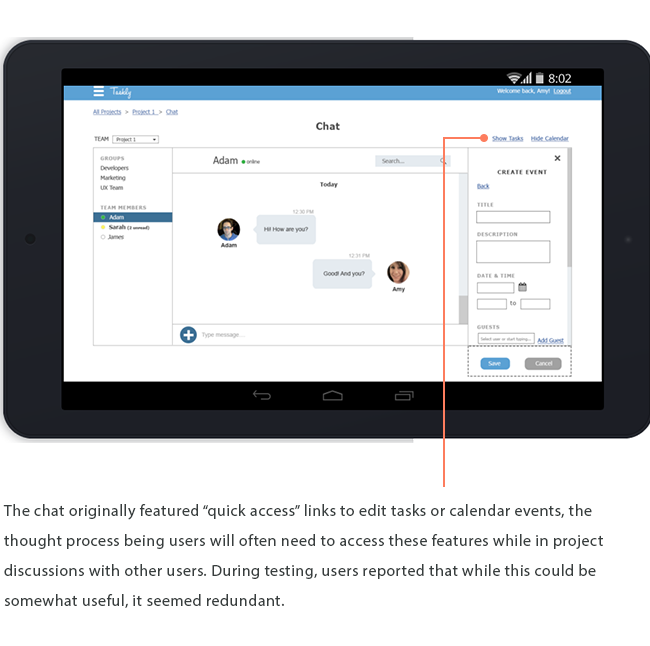 8:02
Taskly
Welcome back, Amy! Logout
All Projects > Project 1 > Chat
Chat
TEAM Project 1
Show Tasks Hide Calendar
GROUPS
Developers
Marketing
UX Team
TEAM MEMBERS
Adam
Sarah (2 unread)
James
Adam online
Search...
Today
12:30 PM
Hi! How are you?
Adam
12:31 PM
Good! And you?
Amy
Type message...
CREATE EVENT
Back
TITLE
DESCRIPTION
DATE & TIME
to
GUESTS
Select user or start typing...
Add Guest
Save
Cancel
The chat originally featured “quick access” links to edit tasks or calendar events, the
thought process being users will often need to access these features while in project
discussions with other users. During testing, users reported that while this could be
somewhat useful, it seemed redundant.